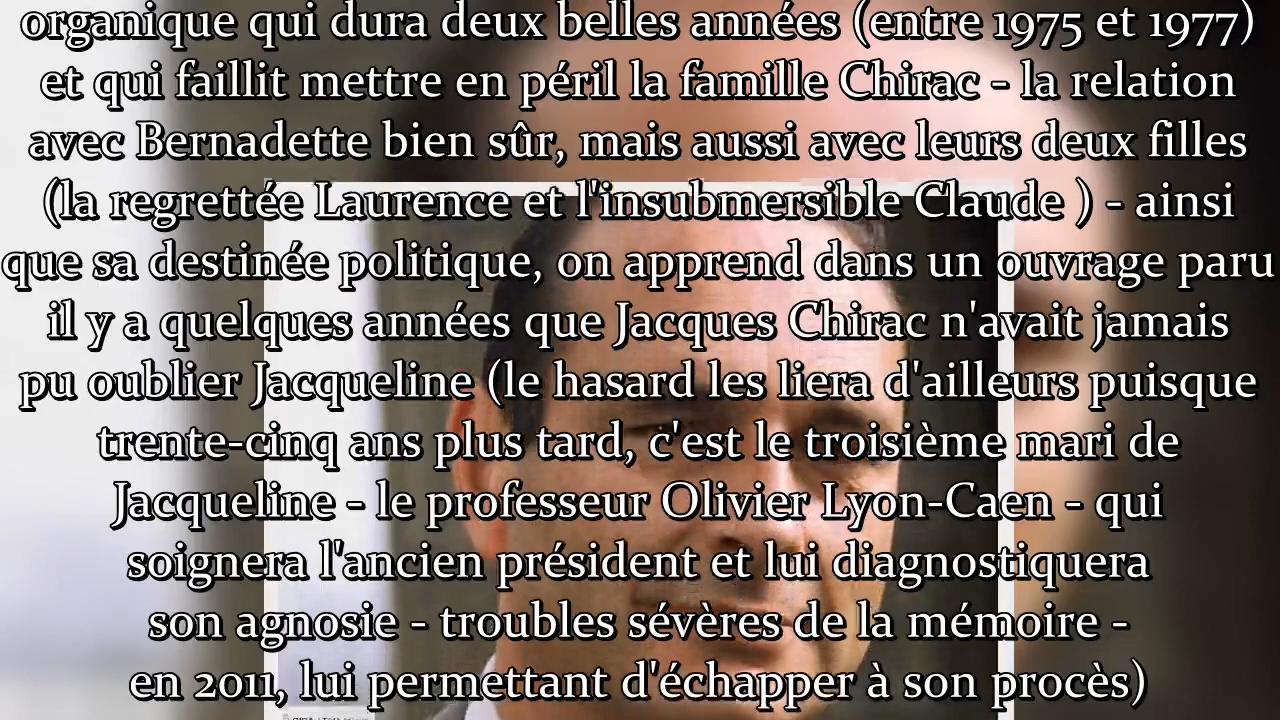 organique qui dura deux belles années (entre 1975 et 1977)
et qui faillit mettre en péril la famille Chirac - la relation
avec Bernadette bien sûr, mais aussi avec leurs deux filles
(la regrettée Laurence et l'insubmersible Claude ) - ainsi
que sa destinée politique, on apprend dans un ouvrage paru
il y a quelques années que Jacques Chirac n'avait jamais
pu oublier Jacqueline (le hasard les liera d'ailleurs puisque
trente-cinq ans plus tard, c'est le troisième mari de
Jacqueline - le professeur Olivier Lyon-Caen - qui
soignera l'ancien président et lui diagnostiquera
son agnosie - troubles sévères de la mémoire -
en 2011, lui permettant d'échapper à son procès)